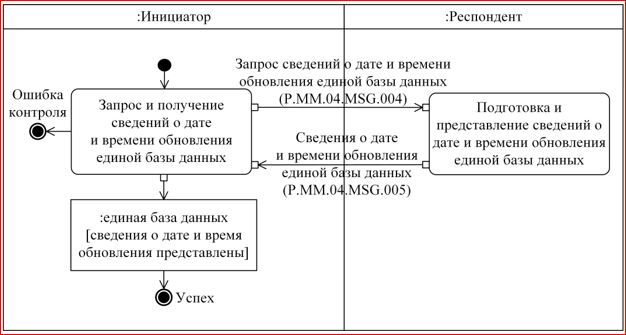 :Инициатор
:Респондент
Запрос сведений о дате и времени
обновления единой базы данных
(P.MM.04.MSG.004)
Ошибка
контроля
Запрос и получение
сведений о дате
и времени обновления
единой базы данных
Подготовка и
представление сведений о
дате и времени обновления
единой базы данных
Сведения о дате
и времени обновления
единой базы данных
(P.MM.04.MSG.005)
:единая база данных
[сведения о дате и время
обновления представлены]
Успех